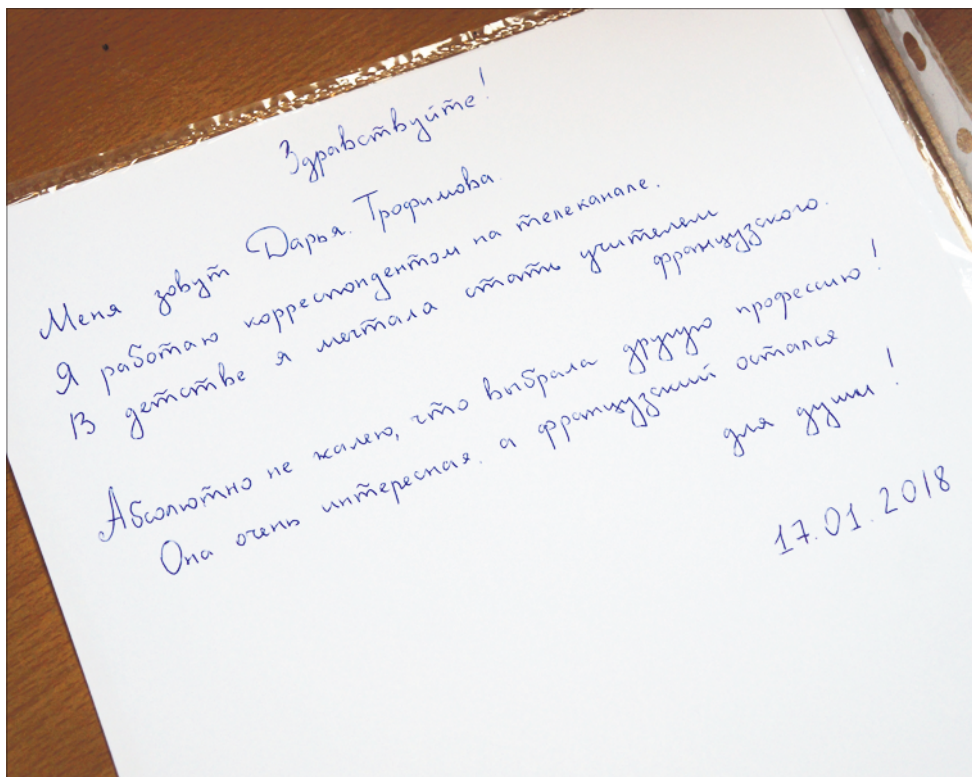 Здравствуйте!
Меня зовут Дарья Трофимова.
Я работаю корреспондентом на телеканале.
В детстве я мечтала стать учителем
французского.
Абсолютно не жалею, что выбрала другую профессию!
Она очень интересная, а французский остался
для души!
17.01.2018